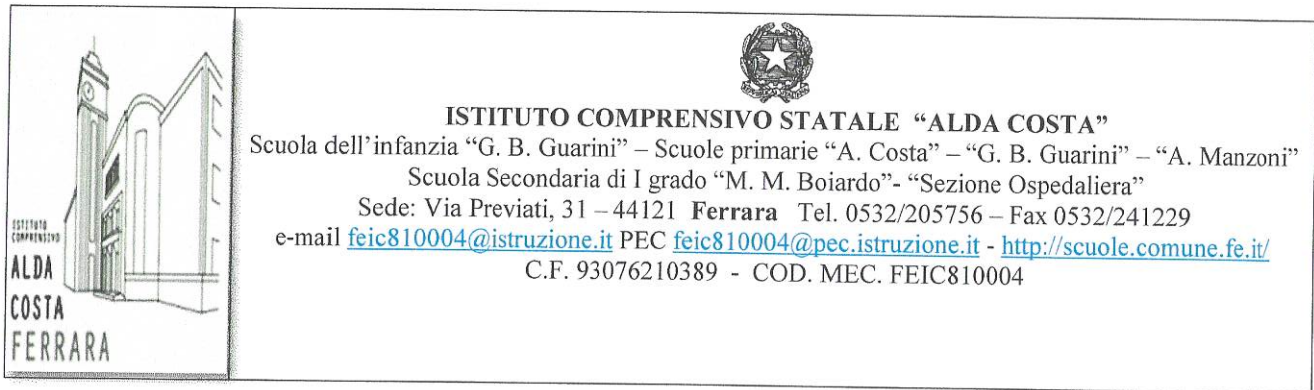 ISTITUTO
COMPRENSIVO
ALDA
COSTA
FERRARA
ISTITUTO COMPRENSIVO STATALE "ALDA COSTA"
Scuola dell'infanzia "G. B. Guarini" – Scuole primarie "A. Costa" – "G. B. Guarini" – "A. Manzoni"
Scuola Secondaria di I grado "M. M. Boiardo"- "Sezione Ospedaliera"
Sede: Via Previati, 31 – 44121 Ferrara Tel. 0532/205756 – Fax 0532/241229
e-mail feic810004@istruzione.it PEC feic810004@pec.istruzione.it - http://scuole.comune.fe.it/
C.F. 93076210389 - COD. MEC. FEIC810004